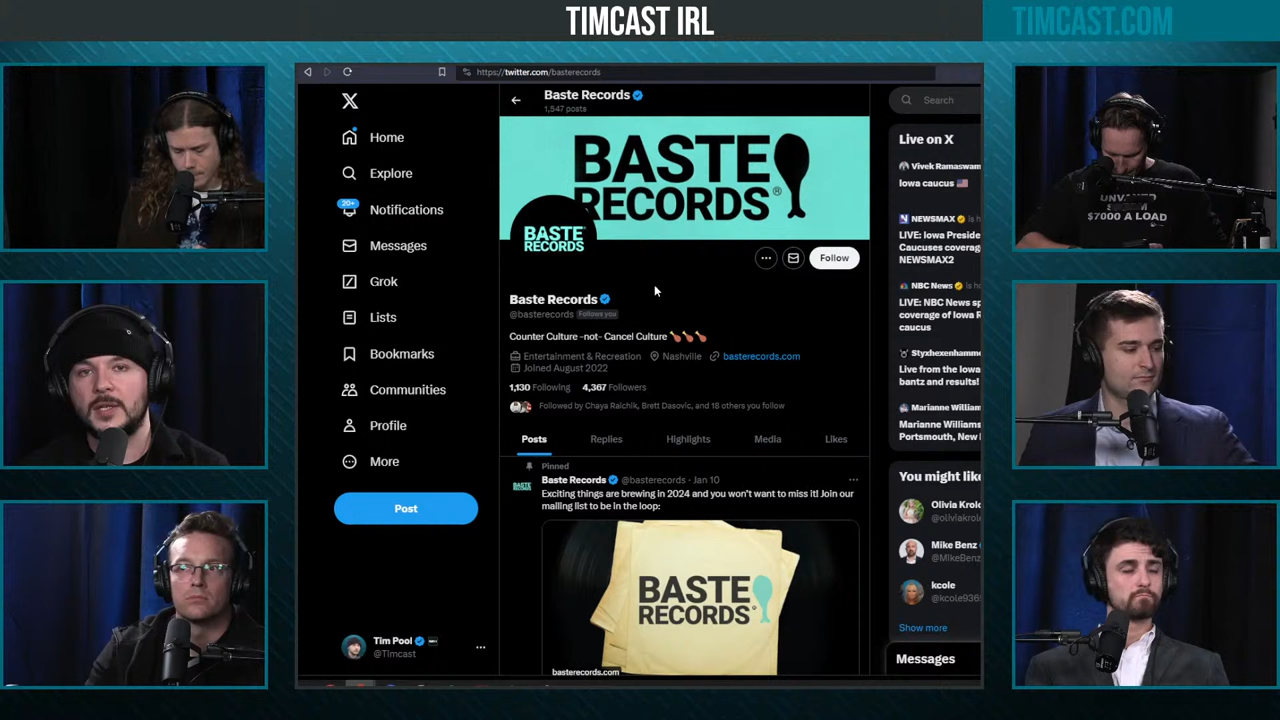 TIMCAST IRL
TIMCAST.COM
https://twitter.com/basterecords
Home
Explore
20+
Notifications
Messages
Grok
Lists
Bookmarks
Communities
Profile
More
Post
Tim Pool
@Timcast
Baste Records
1,547 posts
BASTE
RECORDS®
BASTE
RECORDS
Follow
Baste Records
@basterecords Follows you
Counter Culture -not- Cancel Culture
Entertainment & Recreation Nashville basterecords.com
Joined August 2022
1,130 Following 4,367 Followers
Followed by Chaya Raichik, Brett Dasovic, and 18 others you follow
Posts Replies Highlights Media Likes
Pinned
Baste Records @basterecords · Jan 10
Exciting things are brewing in 2024 and you won't want to miss it! Join our
mailing list to be in the loop:
BASTE
RECORDS
basterecords.com
Search
Live on X
Vivek Ramaswam
Iowa caucus
NEWSMAX is h
LIVE: Iowa Preside
Caucuses coverag
NEWSMAX2
NBC News is h
LIVE: NBC News sp
coverage of Iowa R
caucus
Styxhexenhamm
Live from the Iowa
bantz and results!
Marianne William
Marianne Williams
Portsmouth, New
You might like
Olivia Krolc
@oliviakrol
Mike Benz
@MikeBenz
kcole
@kcole936
Show more
Messages
UNVAX
$7000 A LOAD